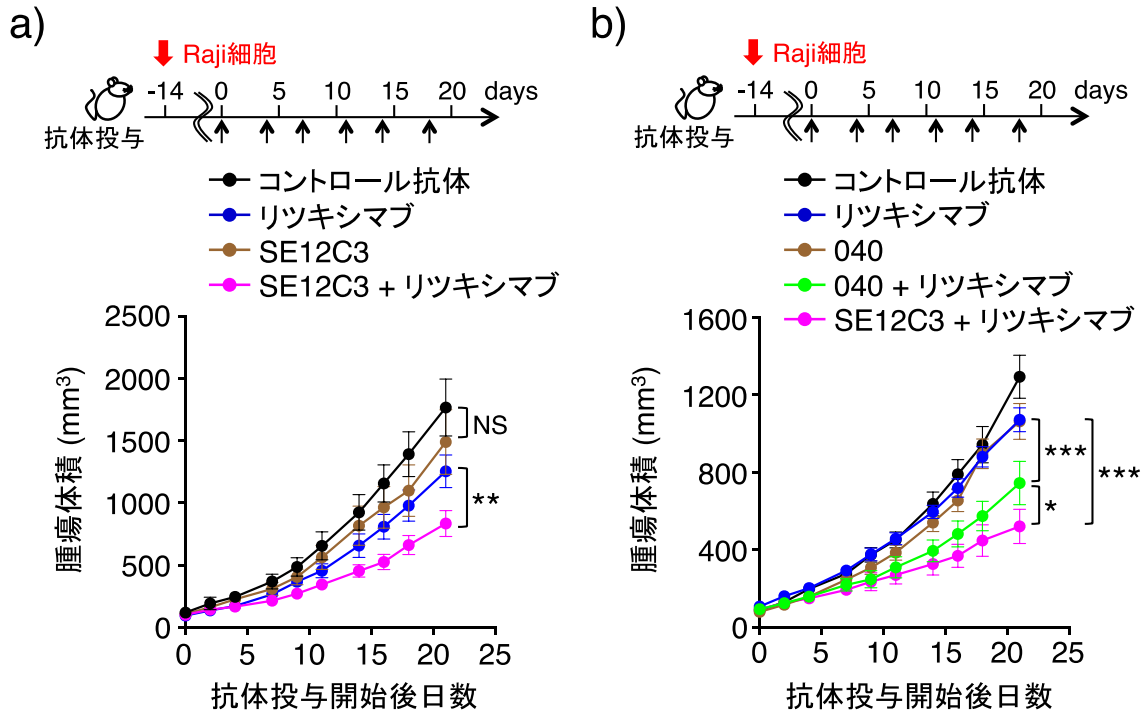 a)
Raji細胞
-14 0 5 10 15 20 days
抗体投与
コントロール抗体
リツキシマブ
SE12C3
SE12C3 + リツキシマブ
2500
2000
1500
1000
500
0
腫瘍体積 (mm³)
NS
**
0 5 10 15 20 25
抗体投与開始後日数
b)
Raji細胞
-14 0 5 10 15 20 days
抗体投与
コントロール抗体
リツキシマブ
040
040 + リツキシマブ
SE12C3 + リツキシマブ
1600
1200
800
400
0
腫瘍体積 (mm³)
***
***
*
0 5 10 15 20 25
抗体投与開始後日数